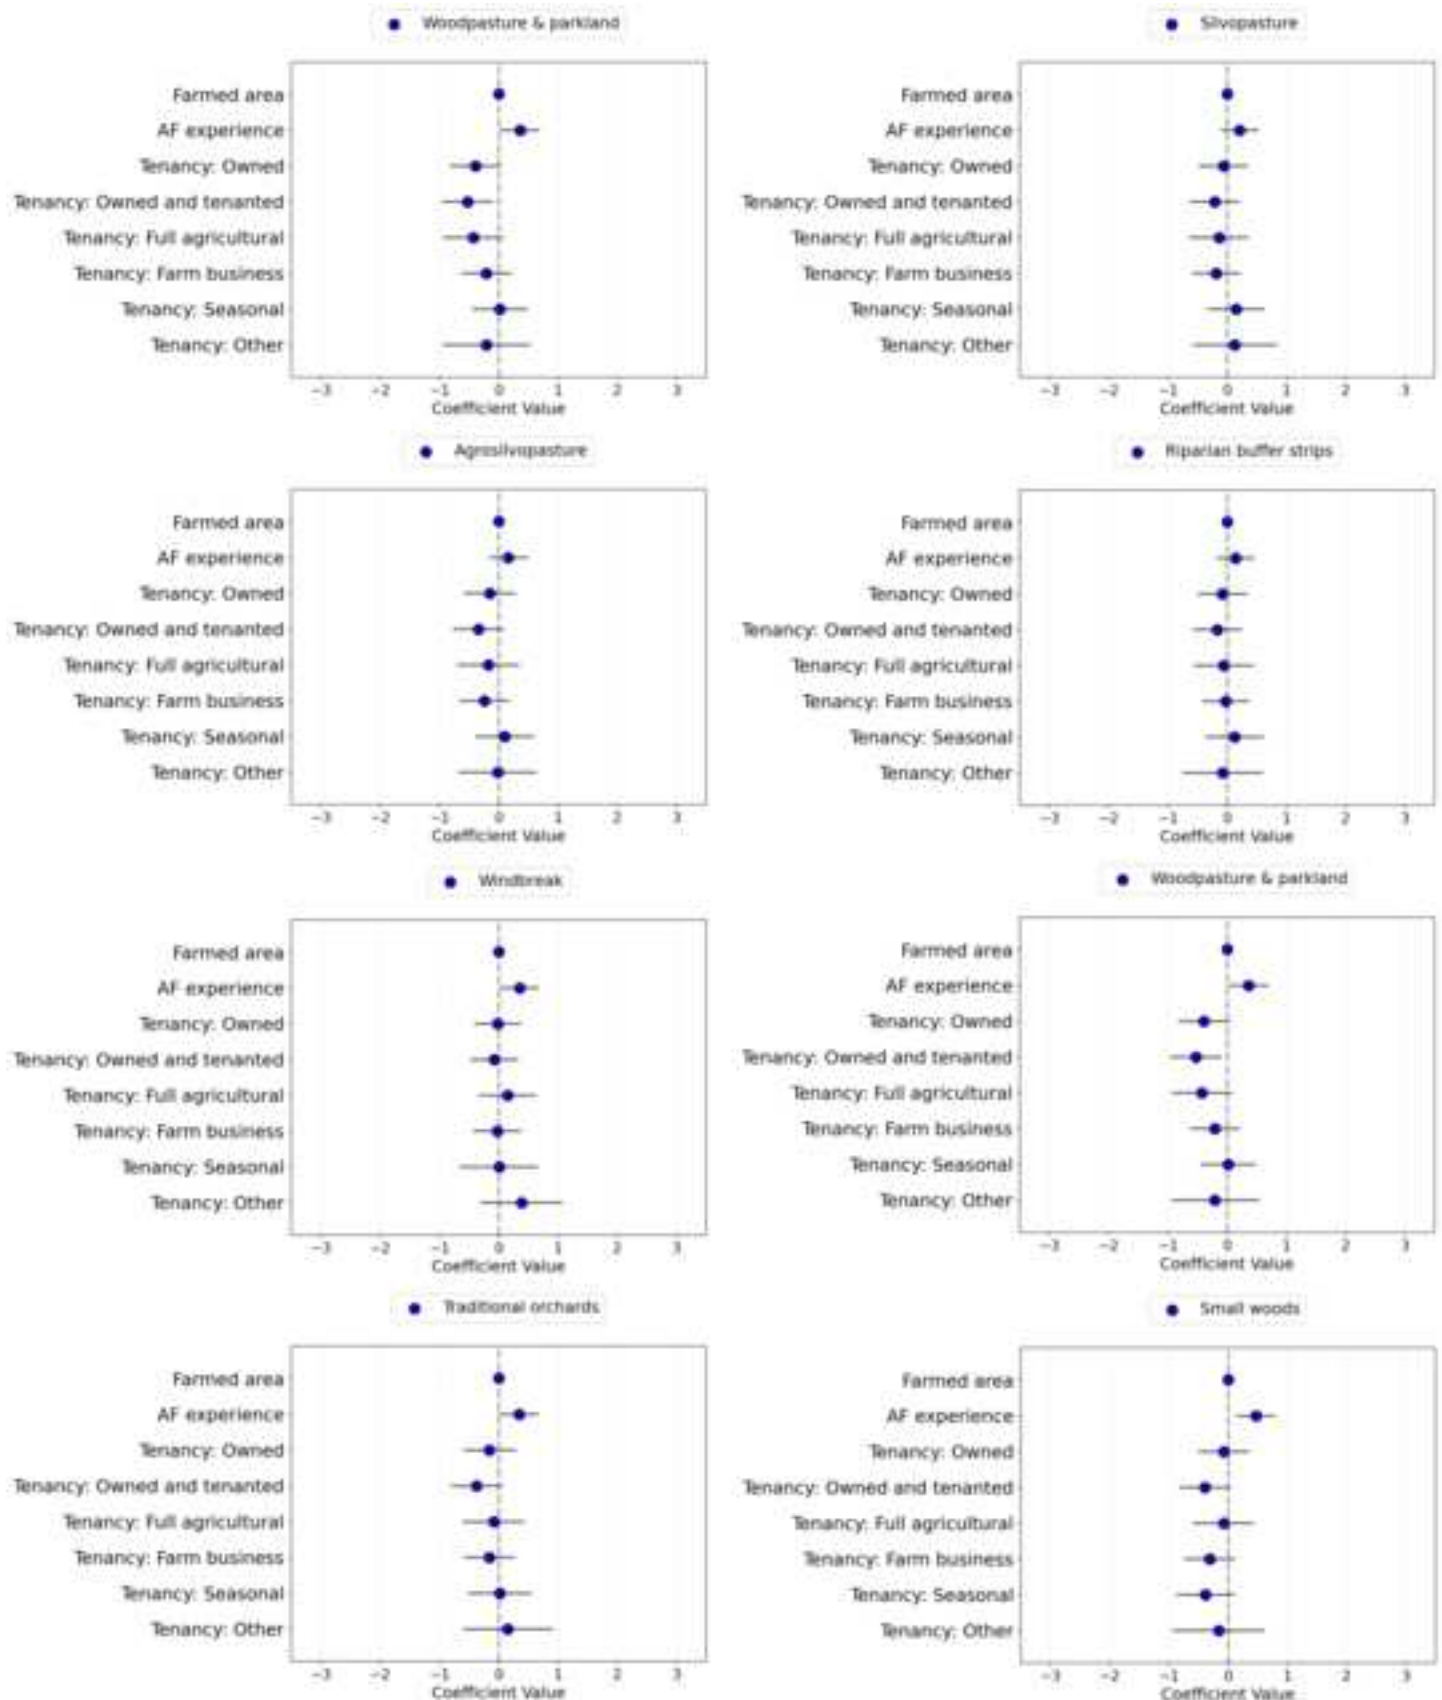 Woodpasture & parkland
Farmed area
AF experience
Tenancy: Owned
Tenancy: Owned and tenanted
Tenancy: Full agricultural
Tenancy: Farm business
Tenancy: Seasonal
Tenancy: Other
−3 −2 −1 0 1 2 3
Coefficient Value
Silvopasture
Farmed area
AF experience
Tenancy: Owned
Tenancy: Owned and tenanted
Tenancy: Full agricultural
Tenancy: Farm business
Tenancy: Seasonal
Tenancy: Other
−3 −2 −1 0 1 2 3
Coefficient Value
Agrosilvopasture
Farmed area
AF experience
Tenancy: Owned
Tenancy: Owned and tenanted
Tenancy: Full agricultural
Tenancy: Farm business
Tenancy: Seasonal
Tenancy: Other
−3 −2 −1 0 1 2 3
Coefficient Value
Riparian buffer strips
Farmed area
AF experience
Tenancy: Owned
Tenancy: Owned and tenanted
Tenancy: Full agricultural
Tenancy: Farm business
Tenancy: Seasonal
Tenancy: Other
−3 −2 −1 0 1 2 3
Coefficient Value
Windbreak
Farmed area
AF experience
Tenancy: Owned
Tenancy: Owned and tenanted
Tenancy: Full agricultural
Tenancy: Farm business
Tenancy: Seasonal
Tenancy: Other
−3 −2 −1 0 1 2 3
Coefficient Value
Woodpasture & parkland
Farmed area
AF experience
Tenancy: Owned
Tenancy: Owned and tenanted
Tenancy: Full agricultural
Tenancy: Farm business
Tenancy: Seasonal
Tenancy: Other
−3 −2 −1 0 1 2 3
Coefficient Value
Traditional orchards
Farmed area
AF experience
Tenancy: Owned
Tenancy: Owned and tenanted
Tenancy: Full agricultural
Tenancy: Farm business
Tenancy: Seasonal
Tenancy: Other
−3 −2 −1 0 1 2 3
Coefficient Value
Small woods
Farmed area
AF experience
Tenancy: Owned
Tenancy: Owned and tenanted
Tenancy: Full agricultural
Tenancy: Farm business
Tenancy: Seasonal
Tenancy: Other
−3 −2 −1 0 1 2 3
Coefficient Value